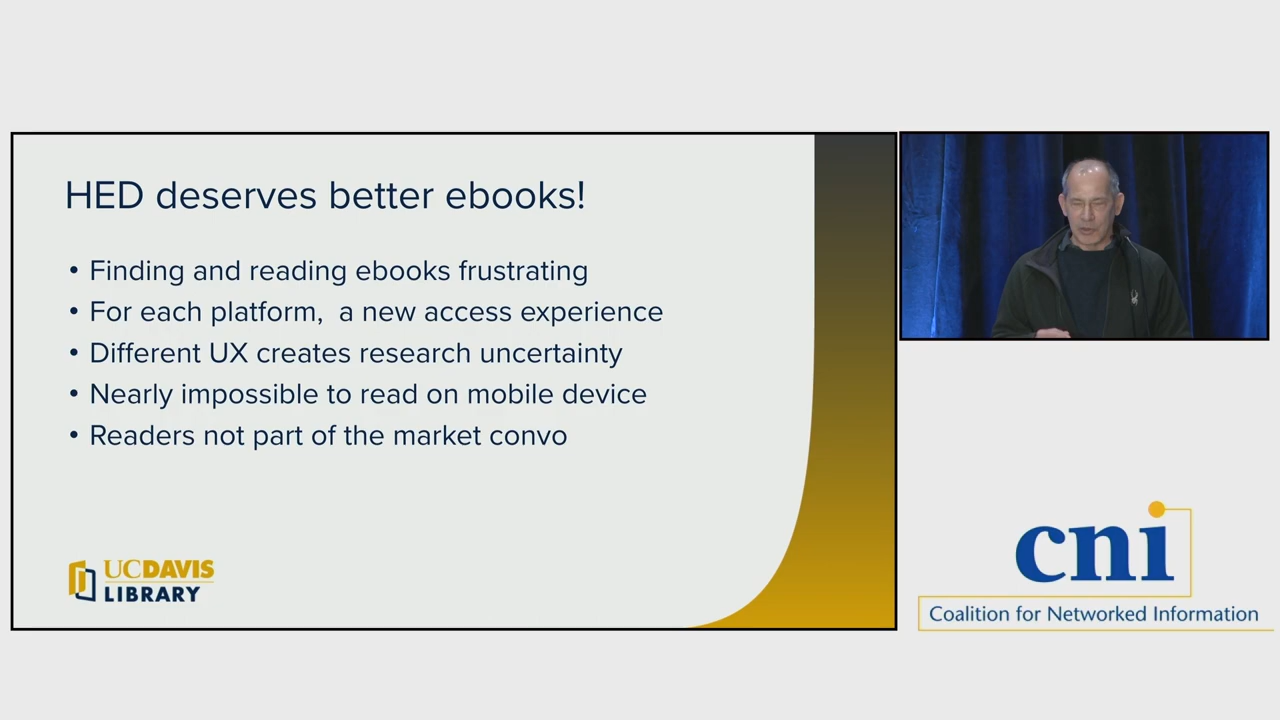 HED deserves better ebooks!
• Finding and reading ebooks frustrating
• For each platform,  a new access experience
• Different UX creates research uncertainty
• Nearly impossible to read on mobile device
• Readers not part of the market convo
UCDAVIS
LIBRARY
cni
Coalition for Networked Information